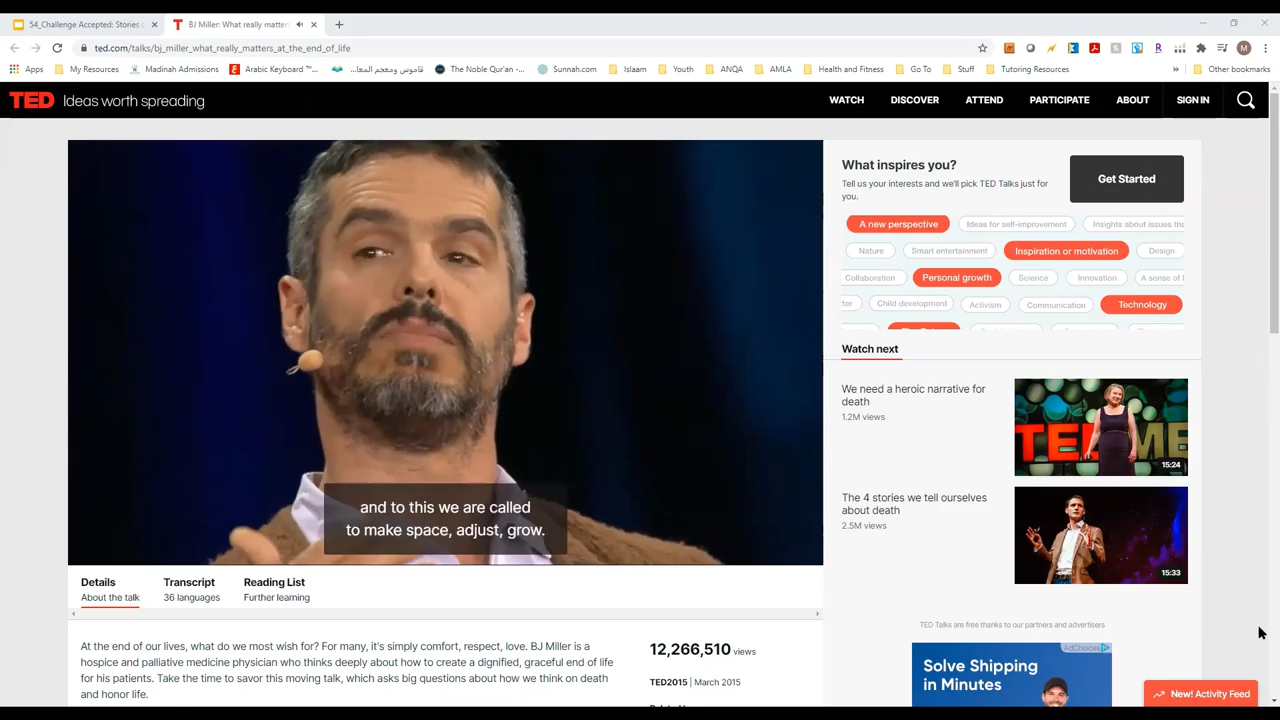 54_Challenge Accepted: Stories o
BJ Miller: What really matters
ted.com/talks/bj_miller_what_really_matters_at_the_end_of_life
M
Apps
My Resources
Madinah Admissions
Arabic Keyboard ™...
قاموس ومعجم المعا...
The Noble Qur'an -...
Sunnah.com
Islaam
Youth
ANQA
AMLA
Health and Fitness
Go To
Stuff
Tutoring Resources
»
Other bookmarks
TED Ideas worth spreading
WATCH
DISCOVER
ATTEND
PARTICIPATE
ABOUT
SIGN IN
and to this we are called
to make space, adjust, grow.
What inspires you?
Tell us your interests and we'll pick TED Talks just for
you.
Get Started
A new perspective
Ideas for self-improvement
Insights about issues tha
Nature
Smart entertainment
Inspiration or motivation
Design
Collaboration
Personal growth
Science
Innovation
A sense of
ter
Child development
Activism
Communication
Technology
Watch next
We need a heroic narrative for
death
1.2M views
15:24
The 4 stories we tell ourselves
about death
2.5M views
15:33
TED Talks are free thanks to our partners and advertisers
AdChoices
Solve Shipping
in Minutes
New! Activity Feed
Details
About the talk
Transcript
36 languages
Reading List
Further learning
At the end of our lives, what do we most wish for? For many, it's simply comfort, respect, love. BJ Miller is a
hospice and palliative medicine physician who thinks deeply about how to create a dignified, graceful end of life
for his patients. Take the time to savor this moving talk, which asks big questions about how we think on death
and honor life.
12,266,510 views
TED2015 | March 2015